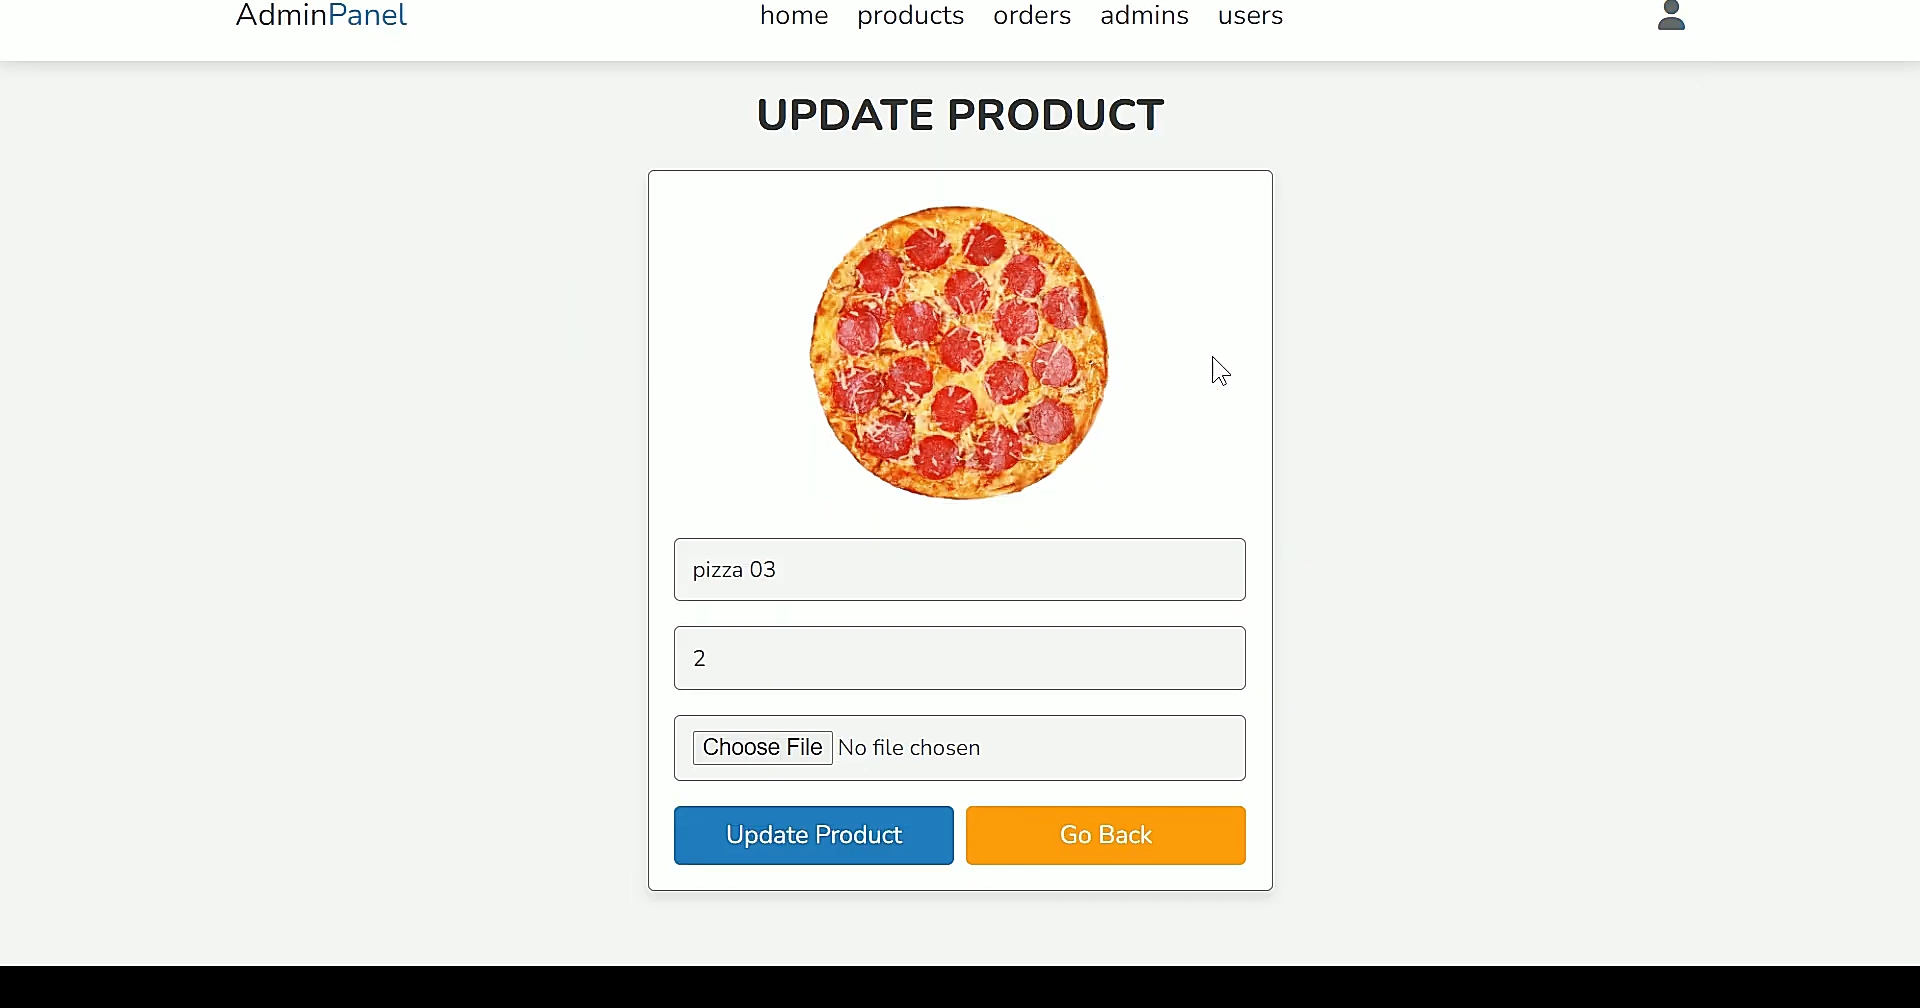 AdminPanel home products orders admins users
UPDATE PRODUCT
pizza 03
2
Choose File No file chosen
Update Product Go Back